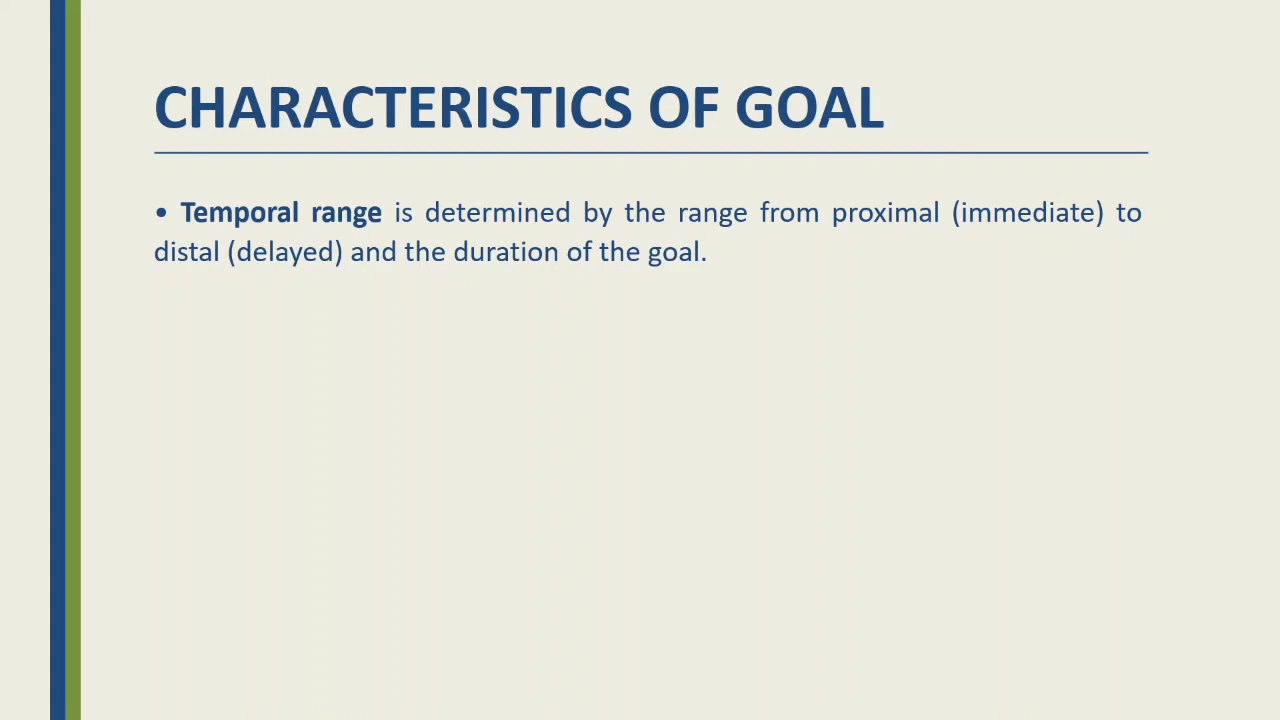 CHARACTERISTICS OF GOAL
• Temporal range is determined by the range from proximal (immediate) to
distal (delayed) and the duration of the goal.